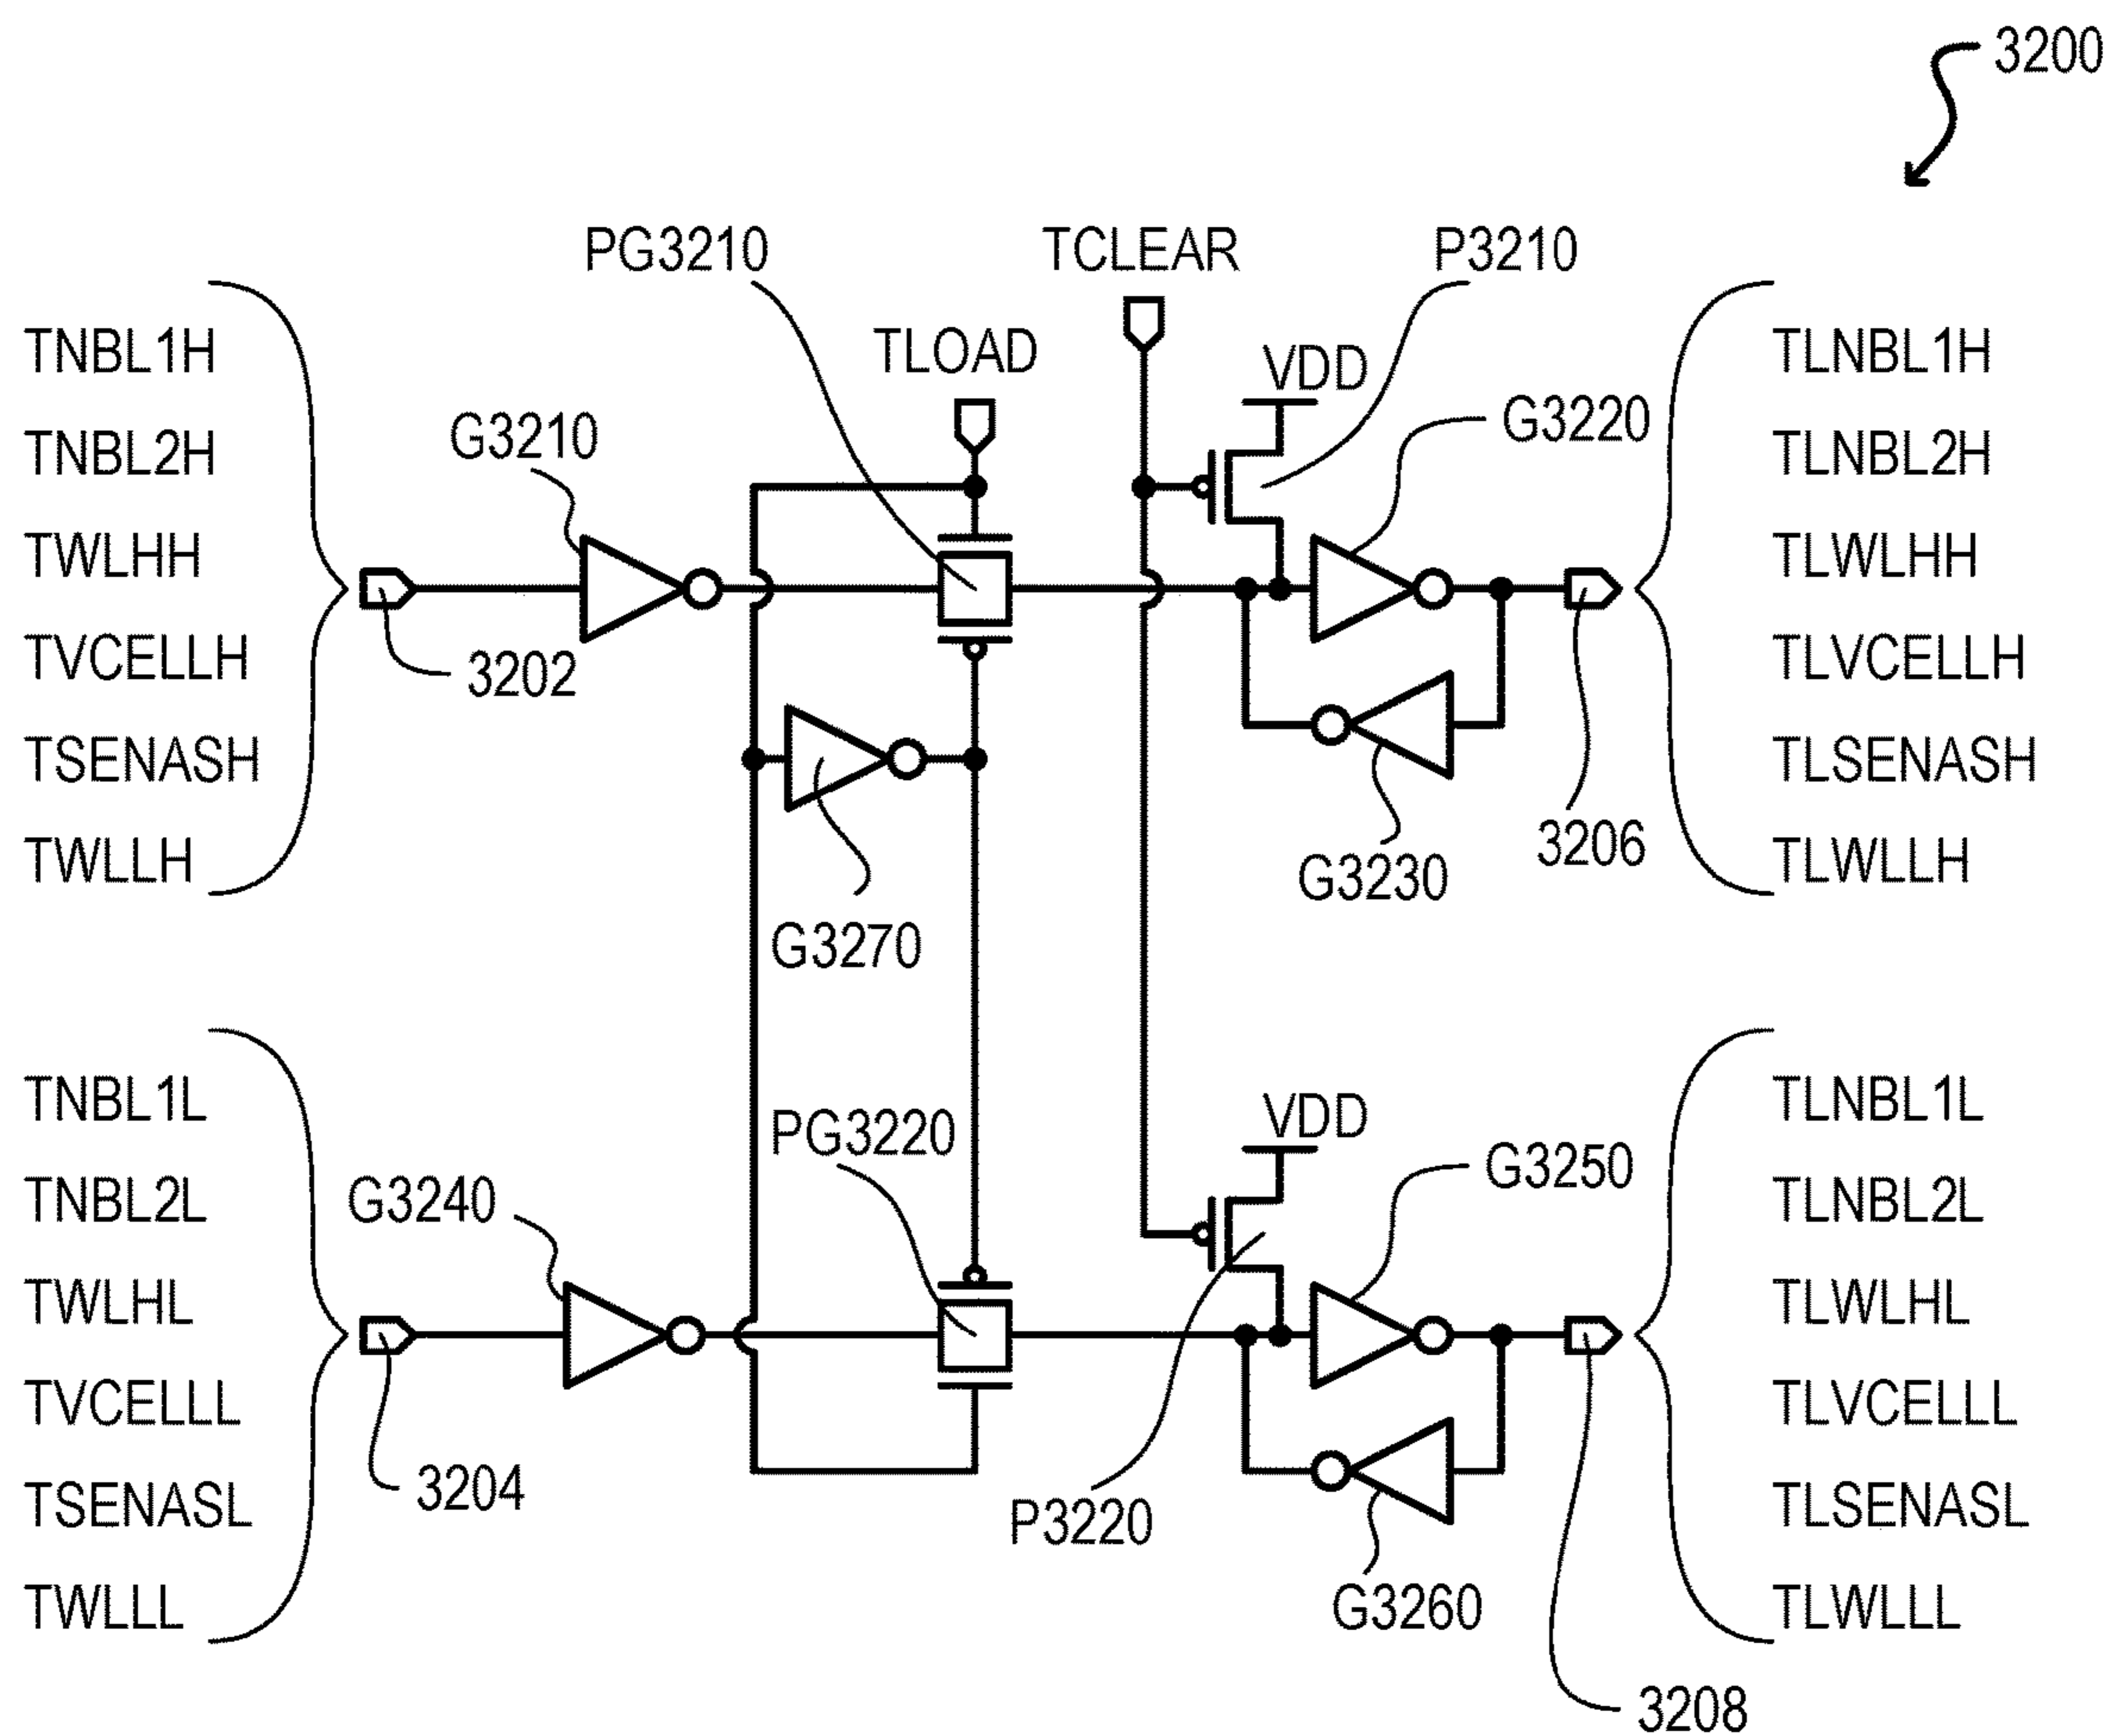 3200
PG3210
TCLEAR
P3210
TNBL1H
TLOAD
VDD
TLNBL1H
G3210
G3220
TNBL2H
TLNBL2H
TWLHH
TLWLHH
TVCELLH
3202
TLVCELLH
TSENASH
TLSENASH
TWLLH
G3230
3206
TLWLLH
G3270
TNBL1L
PG3220
VDD
TLNBL1L
TNBL2L
G3240
G3250
TLNBL2L
TWLHL
TLWLHL
TVCELLL
TLVCELLL
3204
TSENASL
P3220
TLSENASL
TWLLL
G3260
TLWLLL
3208